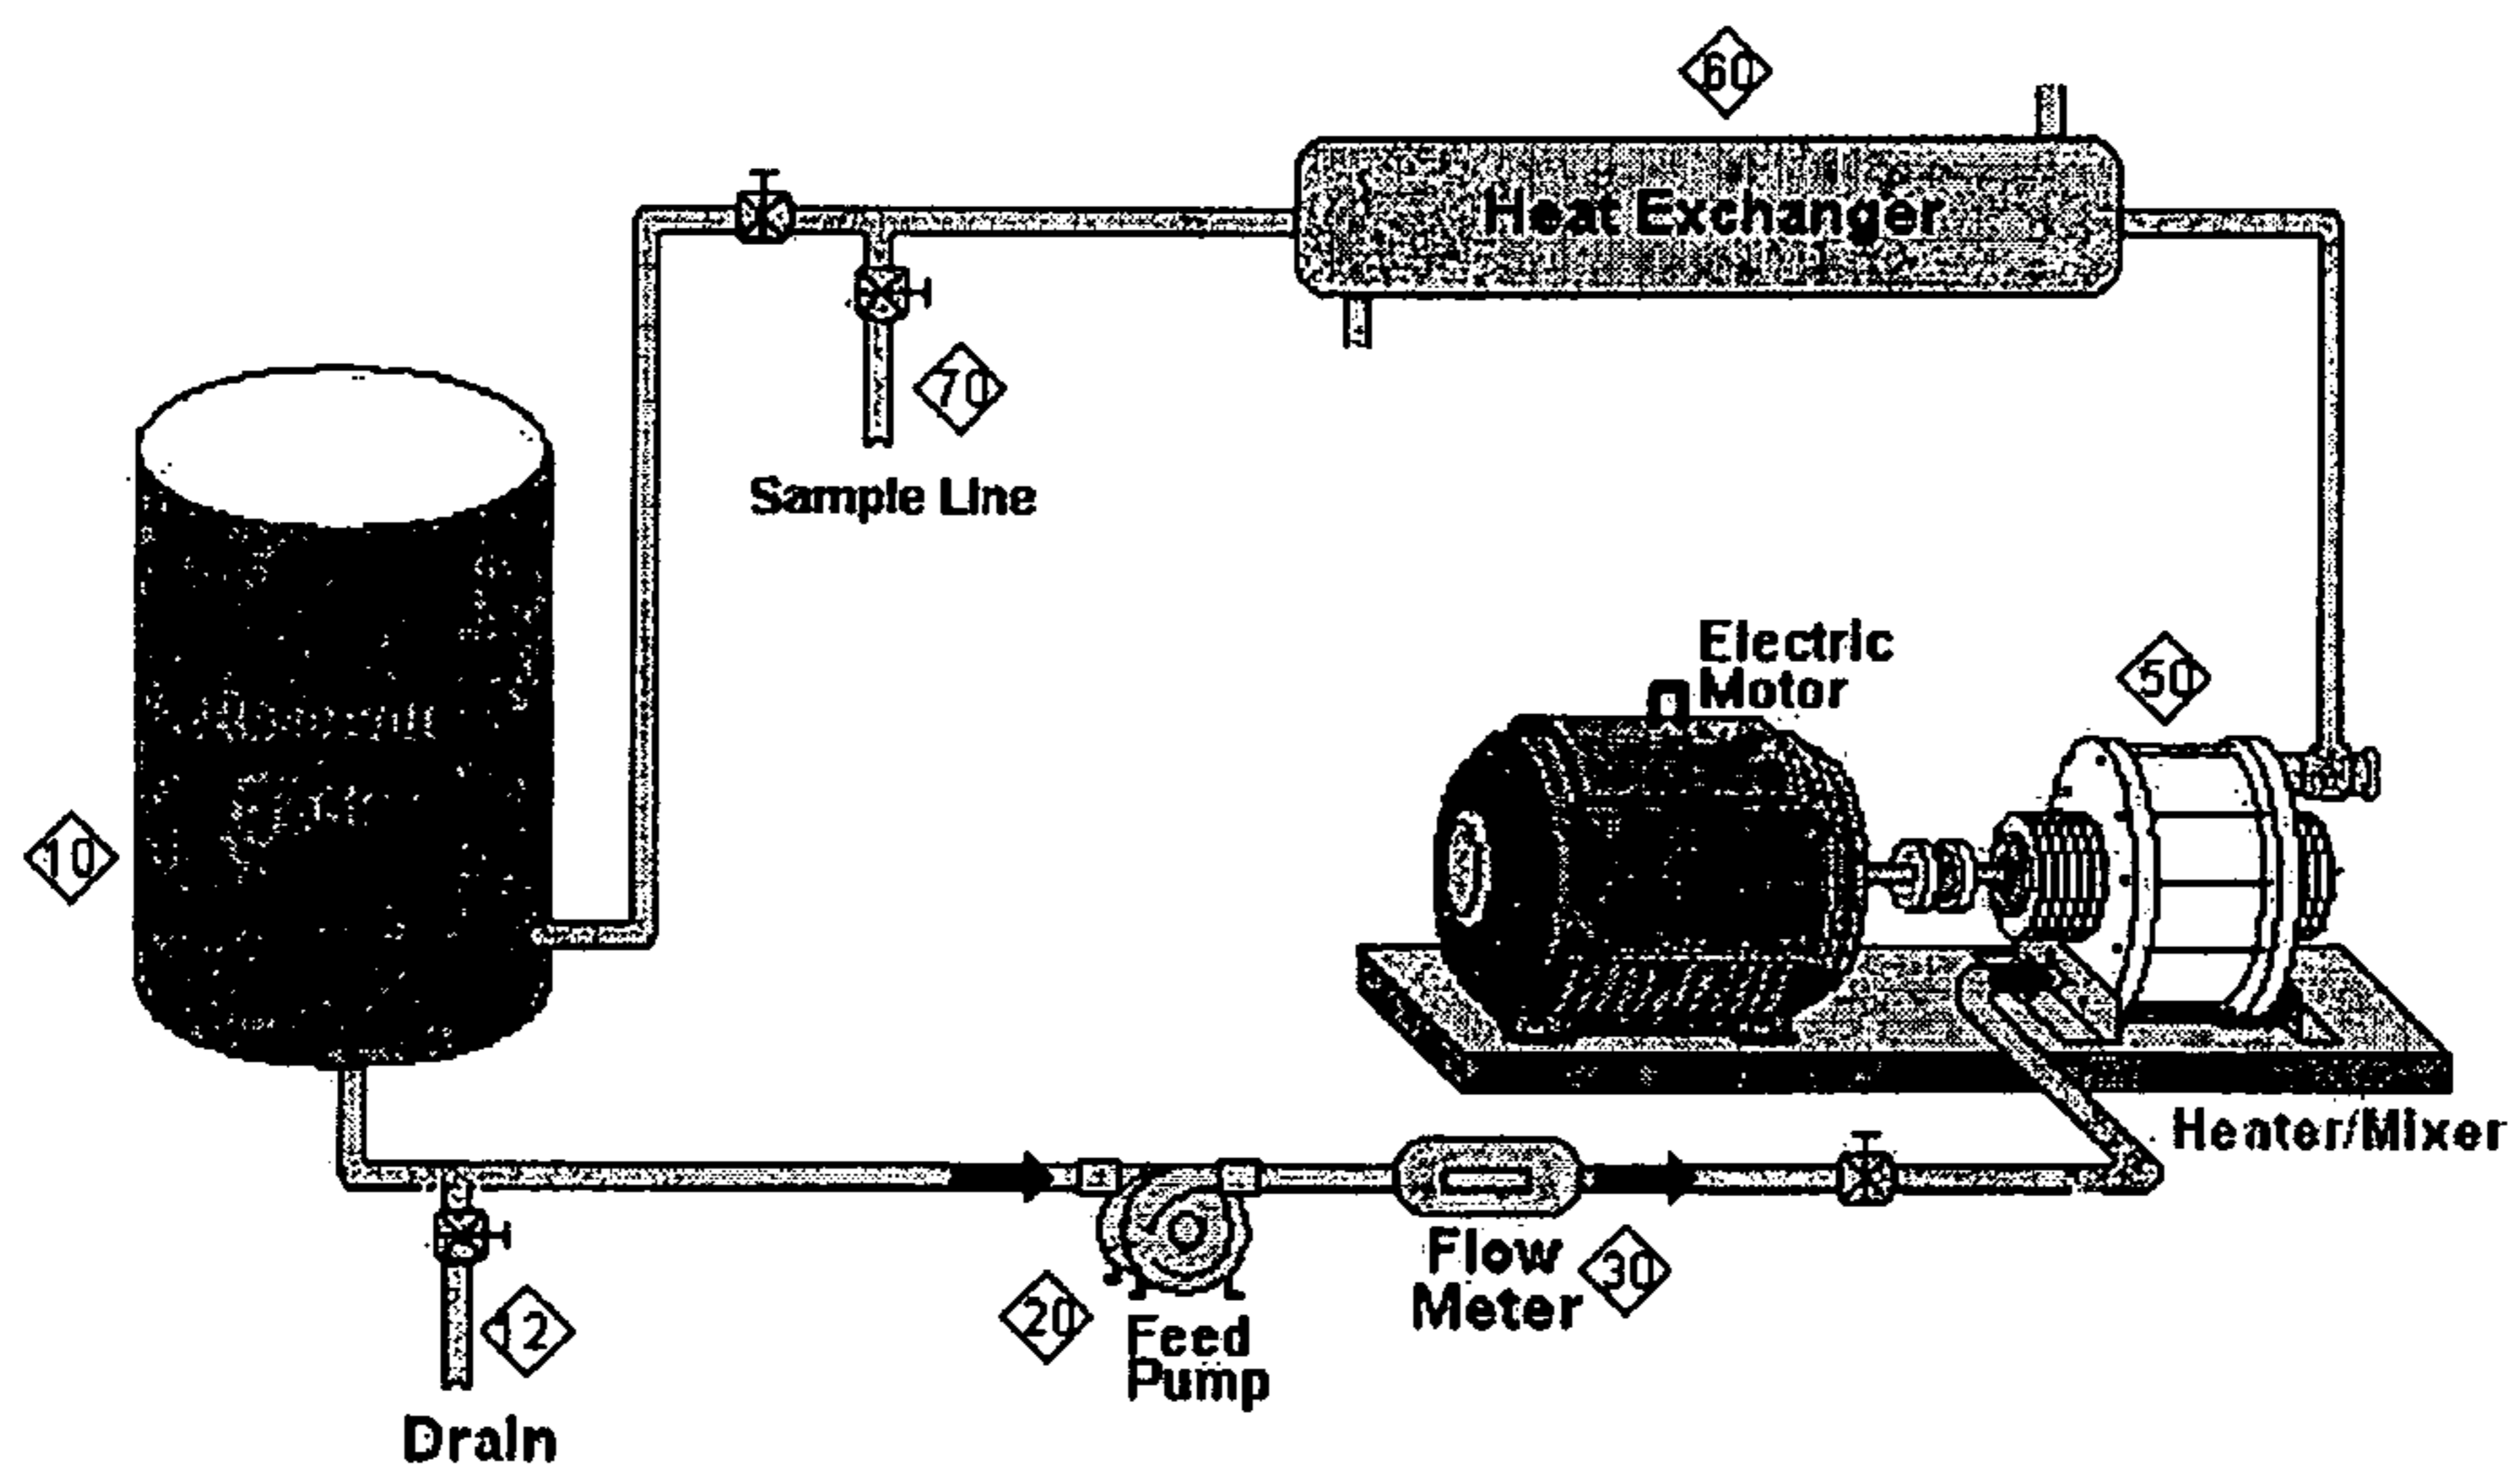 60
Heat Exchanger
70
Sample Line
Electric
Motor
50
10
Heater/Mixer
Flow
Meter
30
20
Feed
Pump
12
Drain